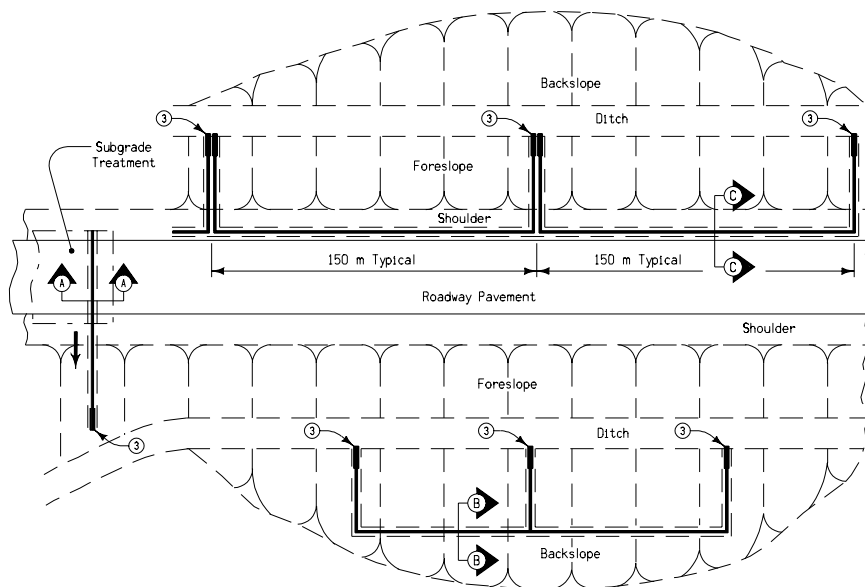 Backslope
3
3
Ditch
3
Subgrade
Treatment
Foreslope
C
Shoulder
150 m Typical
150 m Typical
C
A
A
Roadway Pavement
Shoulder
Foreslope
3
3
3
Ditch
3
B
Backslope
B